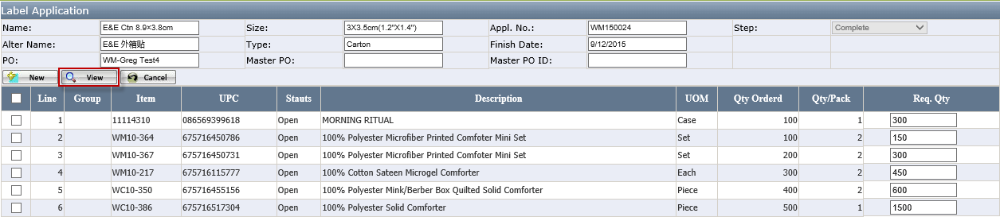 Label Application
Name: E&E Ctn 8.9×3.8cm Size: 3X3.5cm(1.2"X1.4") Appl. No.: WM150024 Step: Complete
Alter Name: E&E 外箱贴 Type: Carton Finish Date: 9/12/2015
PO: WM-Greg Test4 Master PO: Master PO ID:
New View Cancel
Line Group Item UPC Stauts Description UOM Qty Orderd Qty/Pack Req. Qty
1 11114310 086569399618 Open MORNING RITUAL Case 100 1 300
2 WM10-364 675716450786 Open 100% Polyester Microfiber Printed Comfoter Mini Set Set 100 2 150
3 WM10-367 675716450731 Open 100% Polyester Microfiber Printed Comfoter Mini Set Set 200 2 300
4 WM10-217 675716115777 Open 100% Cotton Sateen Microgel Comforter Each 300 2 450
5 WC10-350 675716455156 Open 100% Polyester Mink/Berber Box Quilted Solid Comforter Piece 400 2 600
6 WC10-386 675716517304 Open 100% Polyester Solid Comforter Piece 500 1 1500